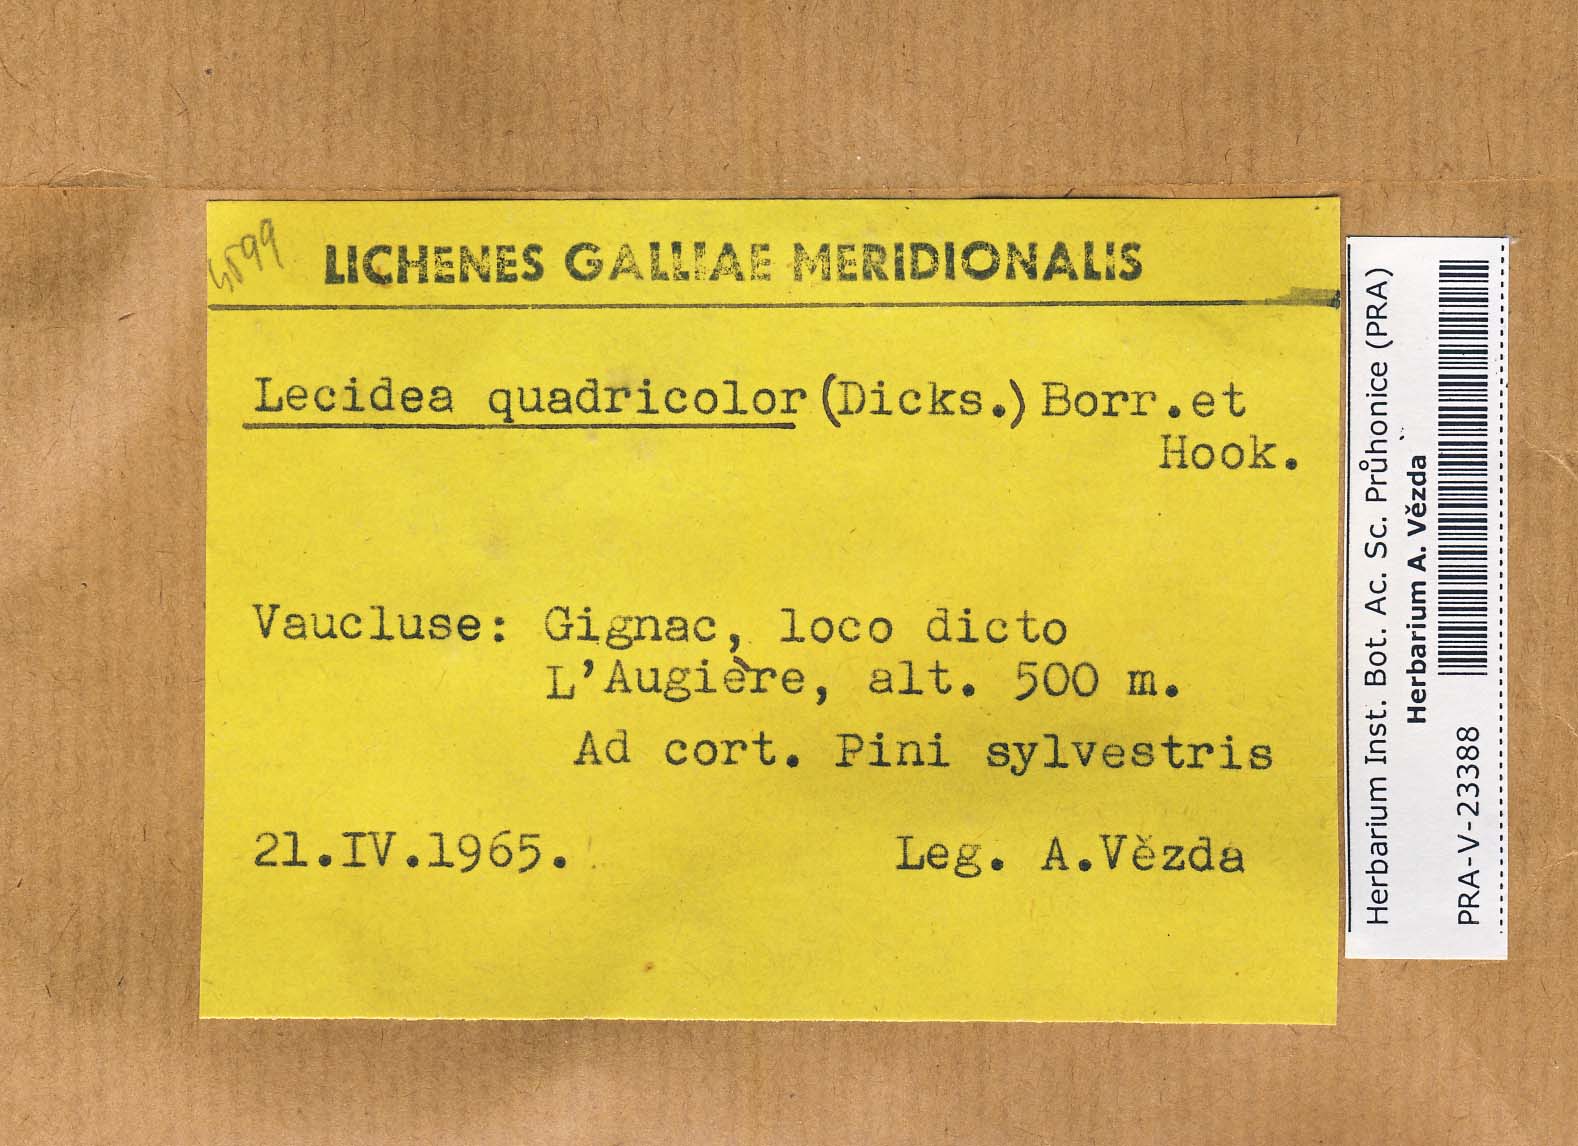 4599
LICHENES GALLIAE MERIDIONALIS
Lecidea quadricolor (Dicks.) Borr. et
Hook.
Vaucluse: Gignac, loco dicto
L'Augière, alt. 500 m.
Ad cort. Pini sylvestris
21.IV.1965.
Leg. A.Vězda
Herbarium Inst. Bot. Ac. Sc. Průhonice (PRA)
Herbarium A. Vězda
PRA-V-23388